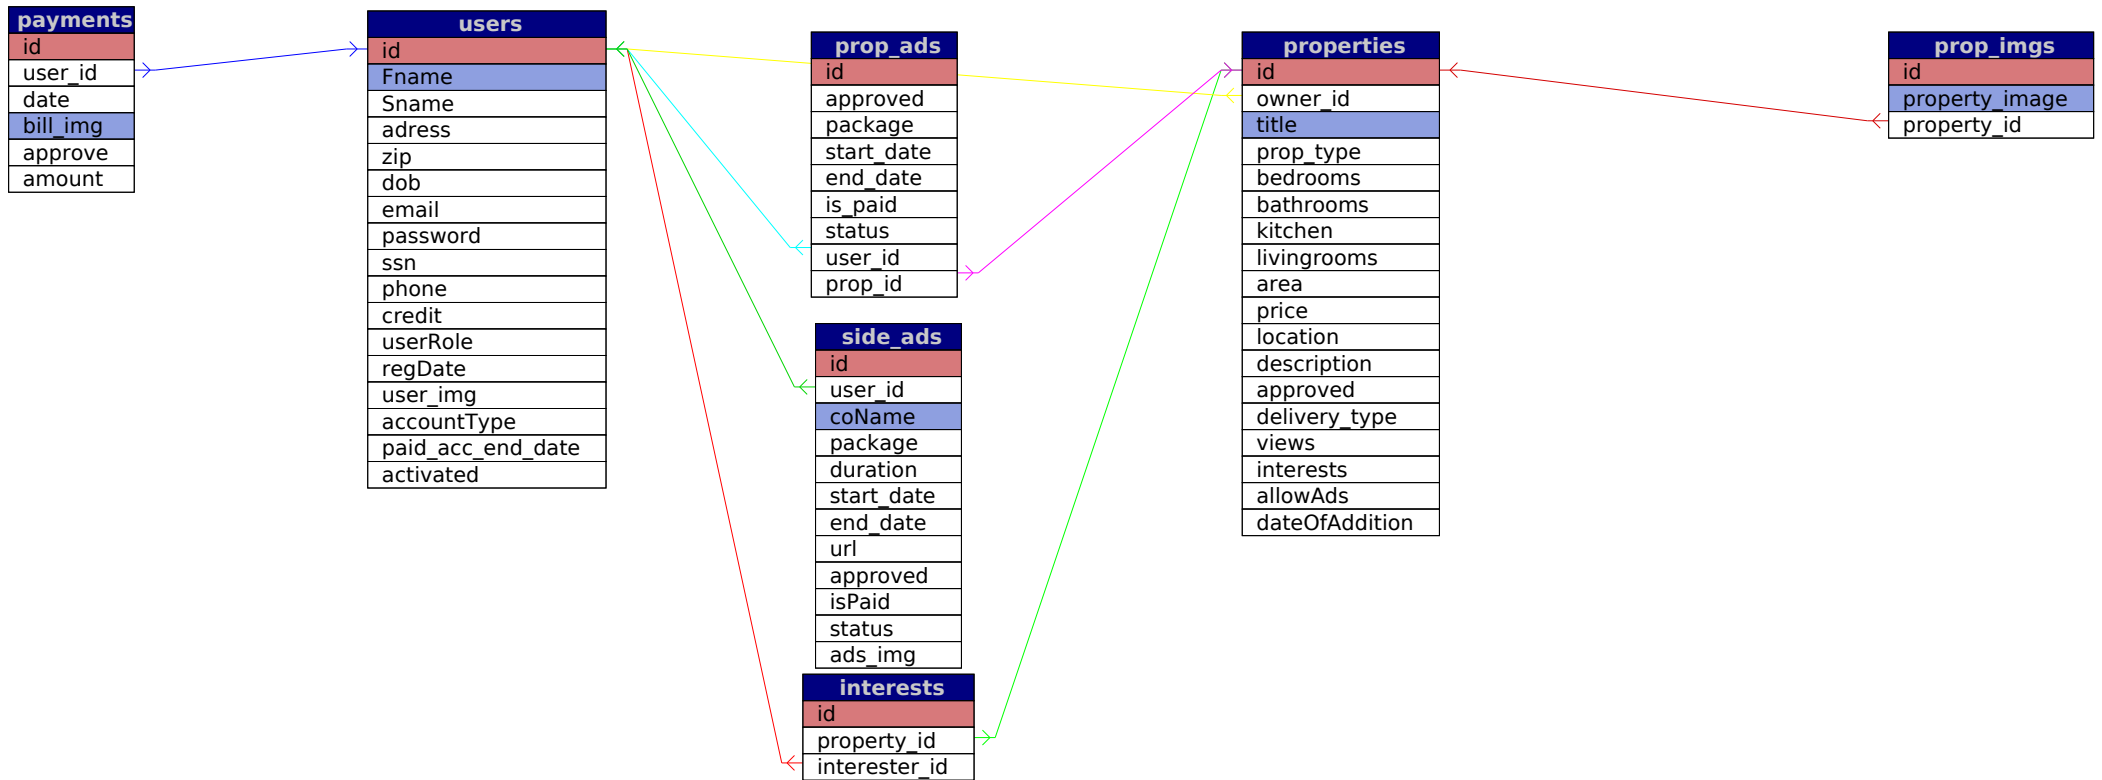 payments
id
user_id
date
bill_img
approve
amount
users
id
Fname
Sname
adress
zip
dob
email
password
ssn
phone
credit
userRole
regDate
user_img
accountType
paid_acc_end_date
activated
prop_ads
id
approved
package
start_date
end_date
is_paid
status
user_id
prop_id
side_ads
id
user_id
coName
package
duration
start_date
end_date
url
approved
isPaid
status
ads_img
interests
id
property_id
interester_id
properties
id
owner_id
title
prop_type
bedrooms
bathrooms
kitchen
livingrooms
area
price
location
description
approved
delivery_type
views
interests
allowAds
dateOfAddition
prop_imgs
id
property_image
property_id